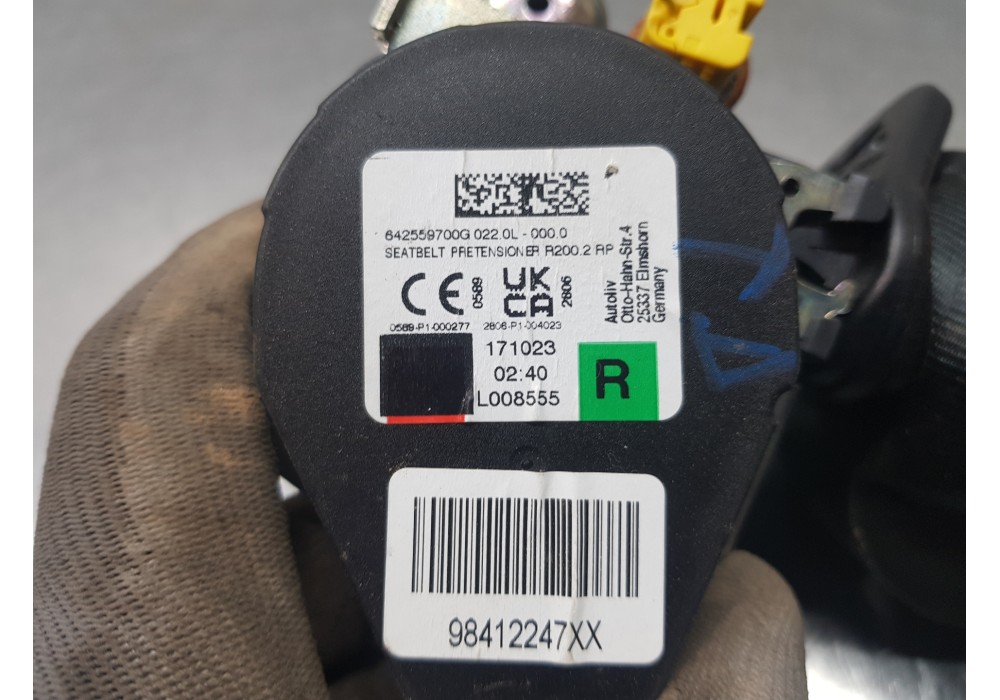 642559700G 022.0L - 000.0
SEATBELT PRETENSIONER R200.2 RP
CE 0589
UK
CA 2806
0589-P1-000277
2806-P1-004023
Autoliv
Otto-Hahn-Str.4
25337 Elmshorn
Germany
171023
02:40
L008555
R
98412247XX